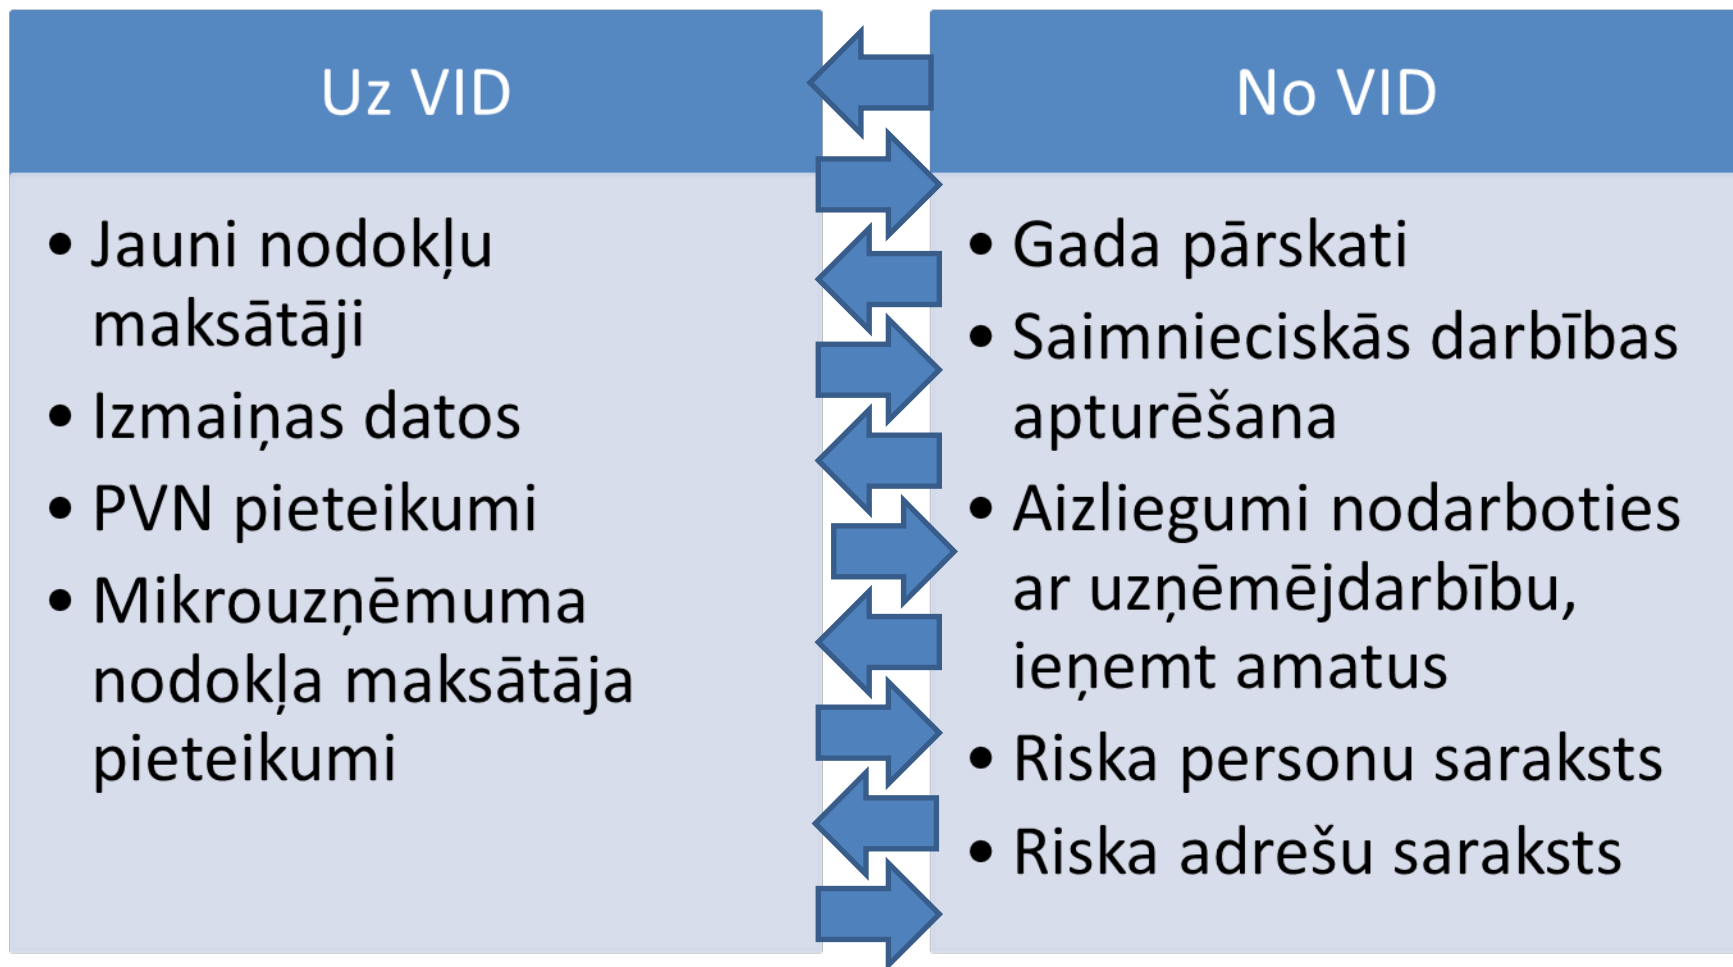 Uz VID
• Jauni nodokļu
maksātāji
• Izmaiņas datos
• PVN pieteikumi
• Mikrouzņēmuma
nodokļa maksātāja
pieteikumi
No VID
• Gada pārskati
• Saimnieciskās darbības
apturēšana
• Aizliegumi nodarboties
ar uzņēmējdarbību,
ieņemt amatus
• Riska personu saraksts
• Riska adrešu saraksts